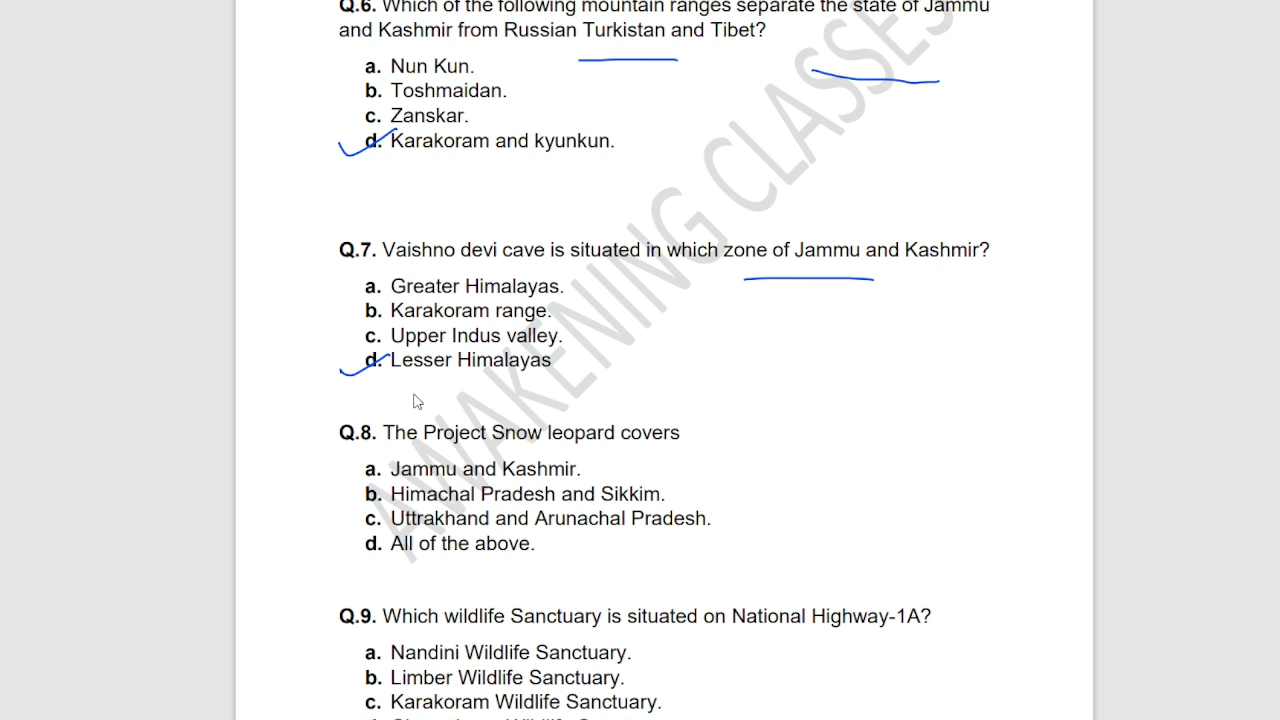 Q.6. Which of the following mountain ranges separate the state of Jammu
and Kashmir from Russian Turkistan and Tibet?
a. Nun Kun.
b. Toshmaidan.
c. Zanskar.
d. Karakoram and kyunkun.
Q.7. Vaishno devi cave is situated in which zone of Jammu and Kashmir?
a. Greater Himalayas.
b. Karakoram range.
c. Upper Indus valley.
d. Lesser Himalayas
Q.8. The Project Snow leopard covers
a. Jammu and Kashmir.
b. Himachal Pradesh and Sikkim.
c. Uttrakhand and Arunachal Pradesh.
d. All of the above.
Q.9. Which wildlife Sanctuary is situated on National Highway-1A?
a. Nandini Wildlife Sanctuary.
b. Limber Wildlife Sanctuary.
c. Karakoram Wildlife Sanctuary.
AWAKENING CLASSES